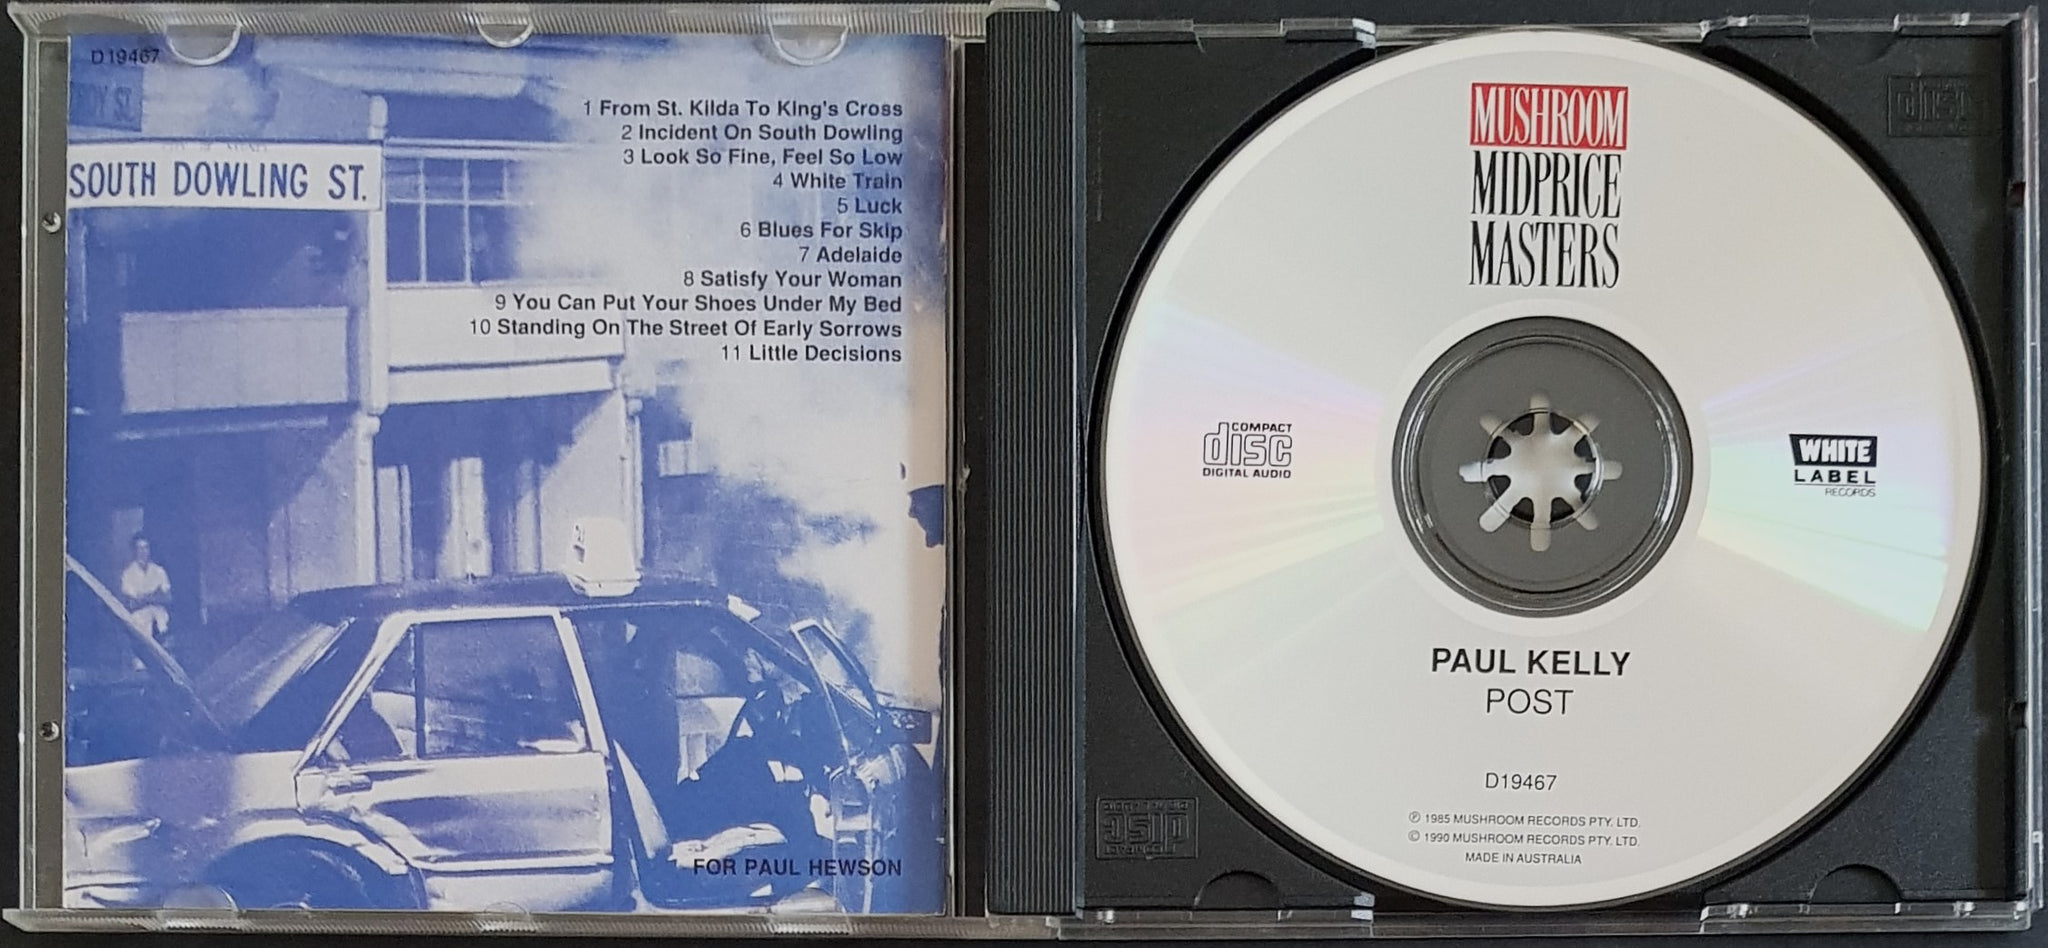 D19467
SOUTH DOWLING ST.
1 From St. Kilda To King's Cross
2 Incident On South Dowling
3 Look So Fine, Feel So Low
4 White Train
5 Luck
6 Blues For Skip
7 Adelaide
8 Satisfy Your Woman
9 You Can Put Your Shoes Under My Bed
10 Standing On The Street Of Early Sorrows
11 Little Decisions
FOR PAUL HEWSON
MUSHROOM
MIDPRICE
MASTERS
COMPACT
disc
DIGITAL AUDIO
WHITE
LABEL
RECORDS
PAUL KELLY
POST
D19467
℗ 1985 MUSHROOM RECORDS PTY. LTD.
© 1990 MUSHROOM RECORDS PTY. LTD.
MADE IN AUSTRALIA
disc
disc